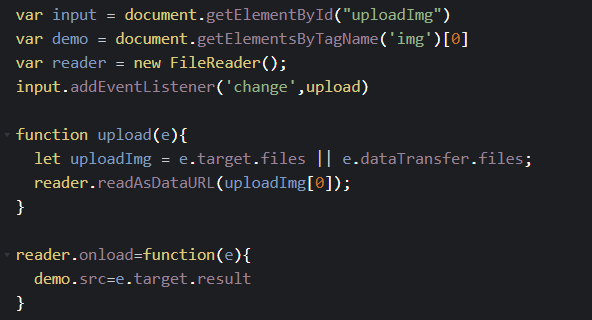 var input = document.getElementById("uploadImg")
var demo = document.getElementsByTagName('img')[0]
var reader = new FileReader();
input.addEventListener('change',upload)
function upload(e){
  let uploadImg = e.target.files || e.dataTransfer.files;
  reader.readAsDataURL(uploadImg[0]);
}
reader.onload=function(e){
  demo.src=e.target.result
}